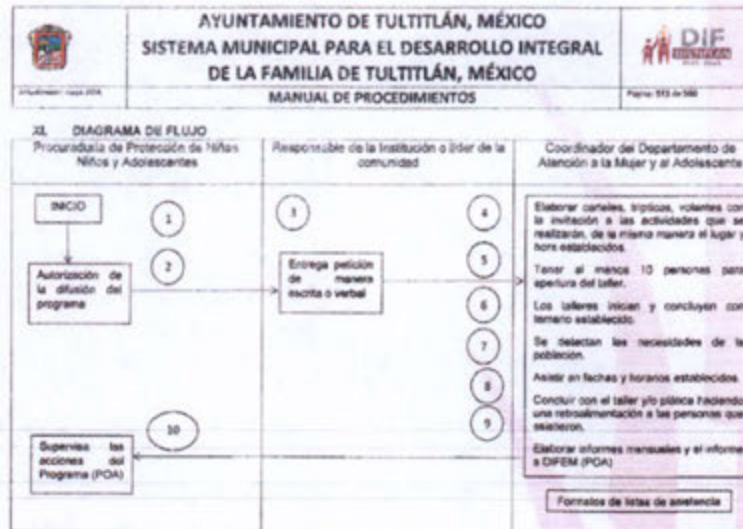 AYUNTAMIENTO DE TULTITLÁN, MÉXICO
SISTEMA MUNICIPAL PARA EL DESARROLLO INTEGRAL
DE LA FAMILIA DE TULTITLÁN, MÉXICO
MANUAL DE PROCEDIMIENTOS
DIF
TULTITLÁN
XI. DIAGRAMA DE FLUJO
Procuraduría de Protección de Niñas
Niños y Adolescentes
INICIO
1
2
Autorización de
la difusión del
programa
10
Supervisa las
acciones del
Programa (POA)
Responsable de la Institución o líder de la
comunidad
3
Entrega petición
de manera
escrita o verbal
4
5
6
7
8
9
Coordinador del Departamento de
Atención a la Mujer y al Adolescente
Elaborar carteles, trípticos, volantes con
la invitación a las actividades que se
realizarán, de la misma manera el lugar y
hora establecidos.
Tener al menos 10 personas para
apertura del taller.
Los talleres inician y concluyen con
temario establecido.
Se detectan las necesidades de la
población.
Asistir en fechas y horarios establecidos.
Concluir con el taller y/o plática haciendo
una retroalimentación a las personas que
asistieron.
Elaborar informes mensuales y el informe
a DIFEM (POA)
Formatos de listas de asistencia